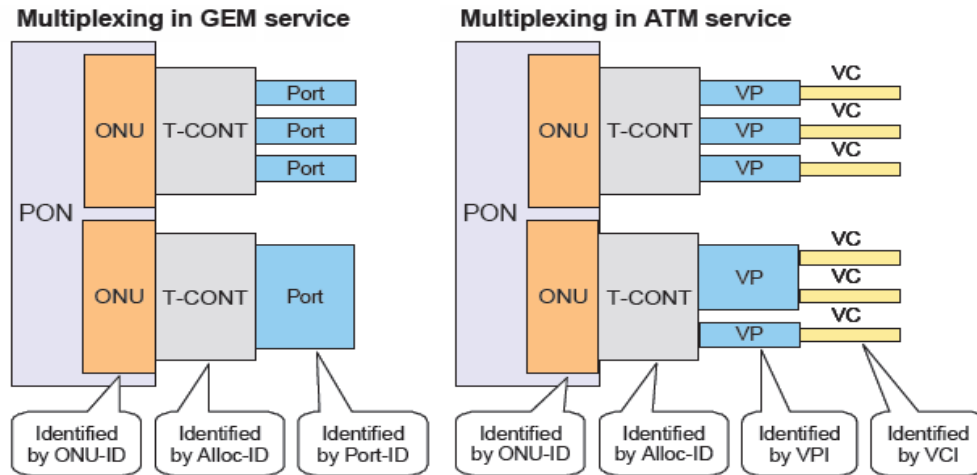 Multiplexing in GEM service
PON
ONU
T-CONT
Port
Port
Port
ONU
T-CONT
Port
Identified
by ONU-ID
Identified
by Alloc-ID
Identified
by Port-ID
Multiplexing in ATM service
PON
ONU
T-CONT
VP
VC
VP
VC
VP
VC
ONU
T-CONT
VP
VC
VC
VP
VC
Identified
by ONU-ID
Identified
by Alloc-ID
Identified
by VPI
Identified
by VCI